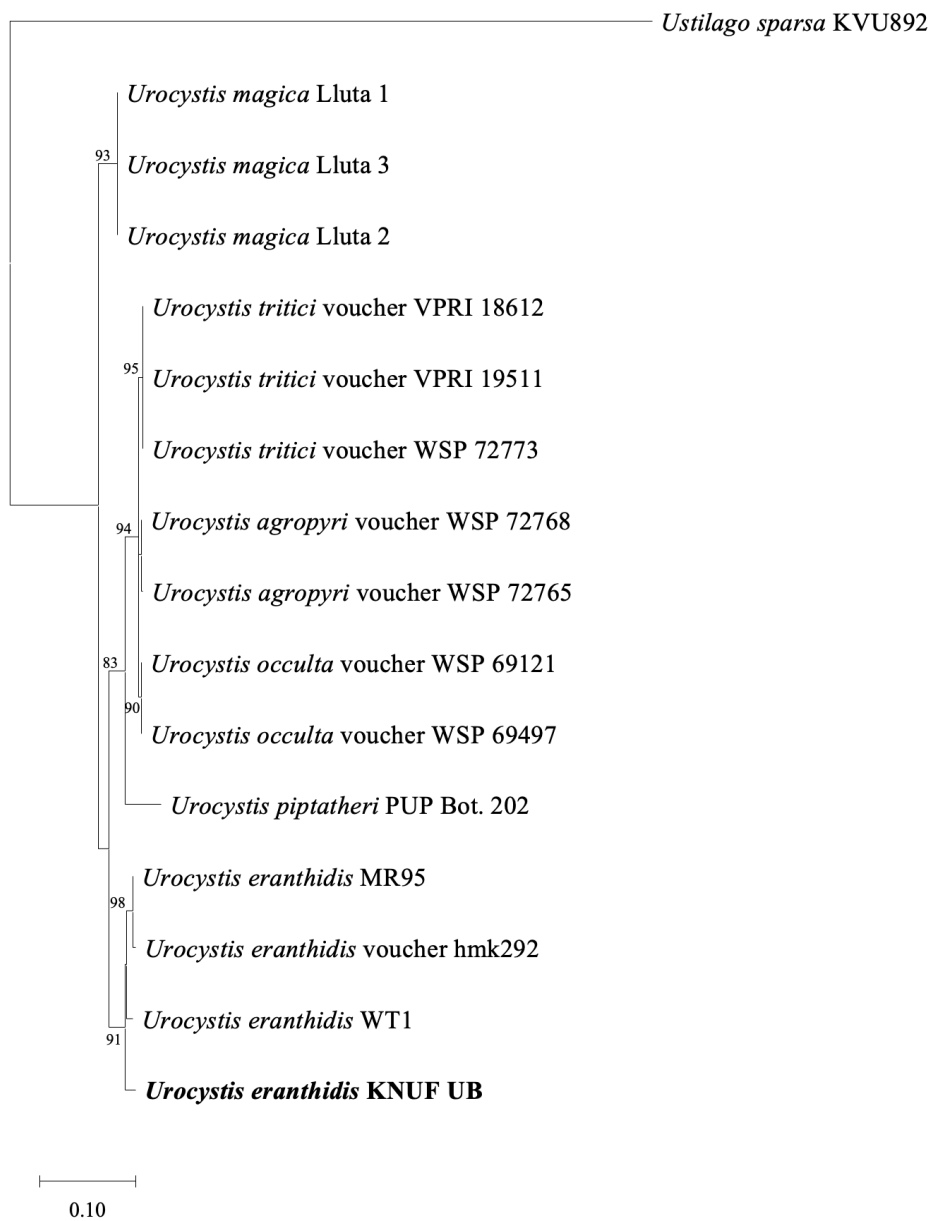 Ustilago sparsa KVU892
Urocystis magica Lluta 1
93
Urocystis magica Lluta 3
Urocystis magica Lluta 2
Urocystis tritici voucher VPRI 18612
95
Urocystis tritici voucher VPRI 19511
Urocystis tritici voucher WSP 72773
Urocystis agropyri voucher WSP 72768
94
Urocystis agropyri voucher WSP 72765
83
Urocystis occulta voucher WSP 69121
90
Urocystis occulta voucher WSP 69497
Urocystis piptatheri PUP Bot. 202
Urocystis eranthidis MR95
98
Urocystis eranthidis voucher hmk292
Urocystis eranthidis WT1
91
Urocystis eranthidis KNUF UB
0.10